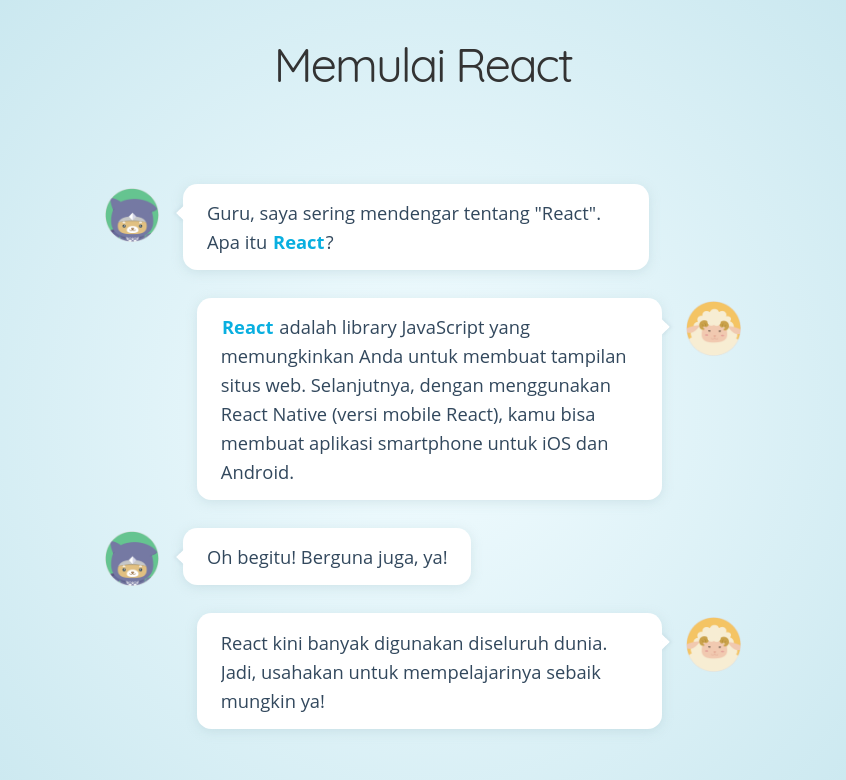 Memulai React
Guru, saya sering mendengar tentang "React".
Apa itu React?
React adalah library JavaScript yang
memungkinkan Anda untuk membuat tampilan
situs web. Selanjutnya, dengan menggunakan
React Native (versi mobile React), kamu bisa
membuat aplikasi smartphone untuk iOS dan
Android.
Oh begitu! Berguna juga, ya!
React kini banyak digunakan diseluruh dunia.
Jadi, usahakan untuk mempelajarinya sebaik
mungkin ya!